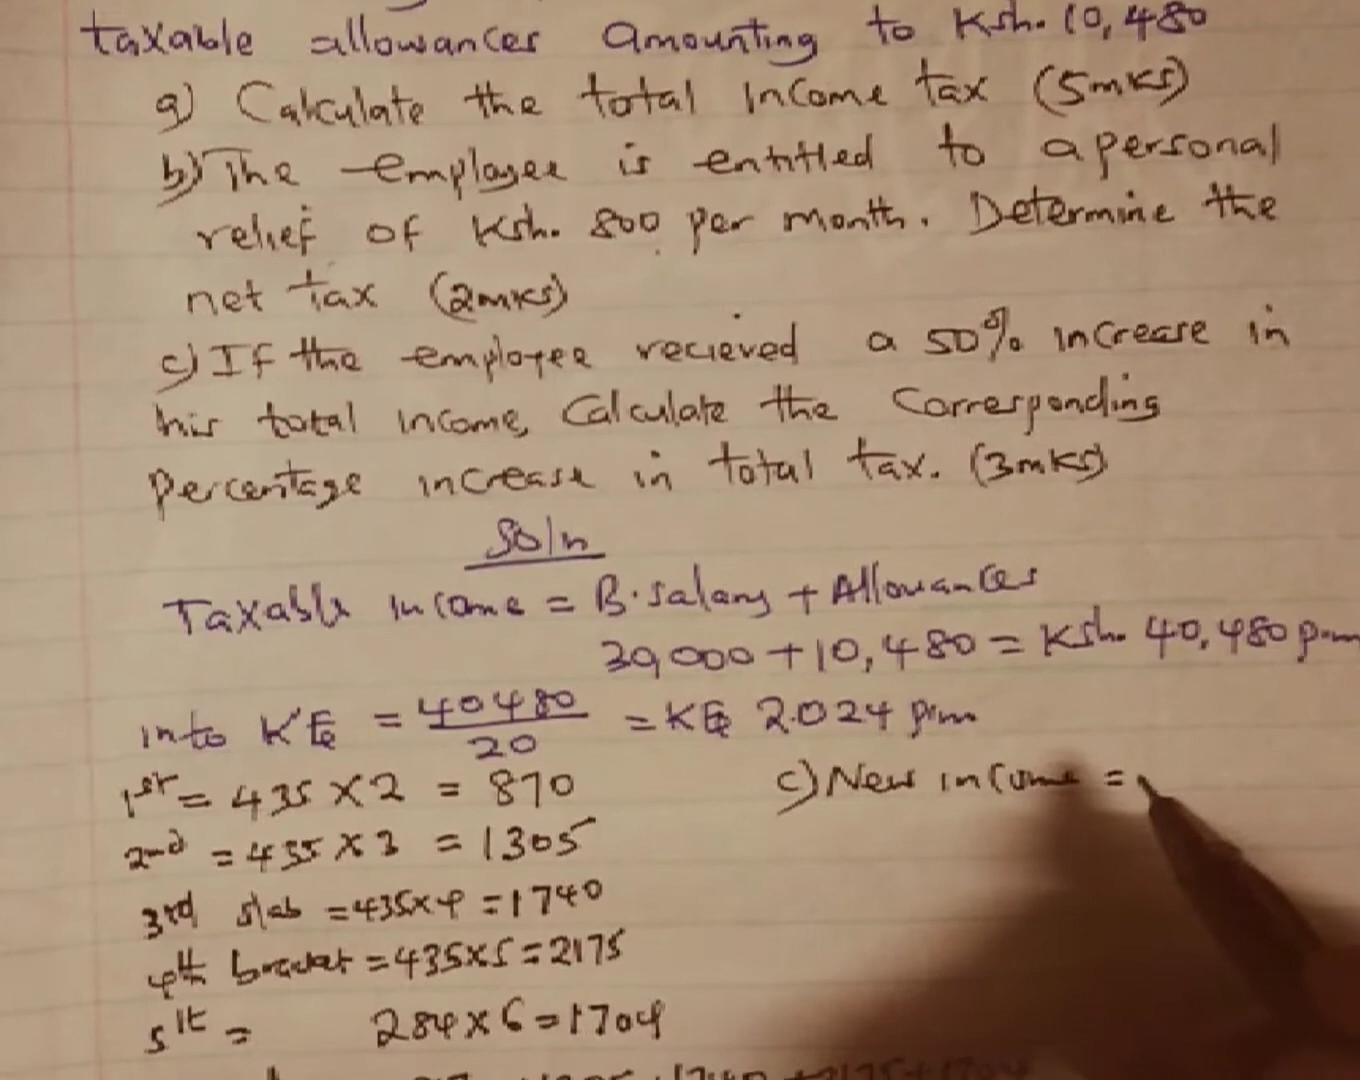 taxable allowances amounting to Ksh. 10,480
a) Calculate the total income tax (5mks)
b) The employee is entitled to a personal
relief of Ksh. 800 per month. Determine the
net tax (2mks)
c) If the employee recieved a 50% increase in
his total income, Calculate the Corresponding
Percentage increase in total tax. (3mks)
Soln
Taxable income = B.salary + Allowances
30,000 + 10,480 = Ksh. 40,480 p.m
into K£ = 40480/20 = K£ 2024 p.m
1st = 435 x 2 = 870
c) New income =
2nd = 435 x 3 = 1305
3rd slab = 435x4 = 1740
4th bracket = 435x5 = 2175
5th = 284 x 6 = 1704